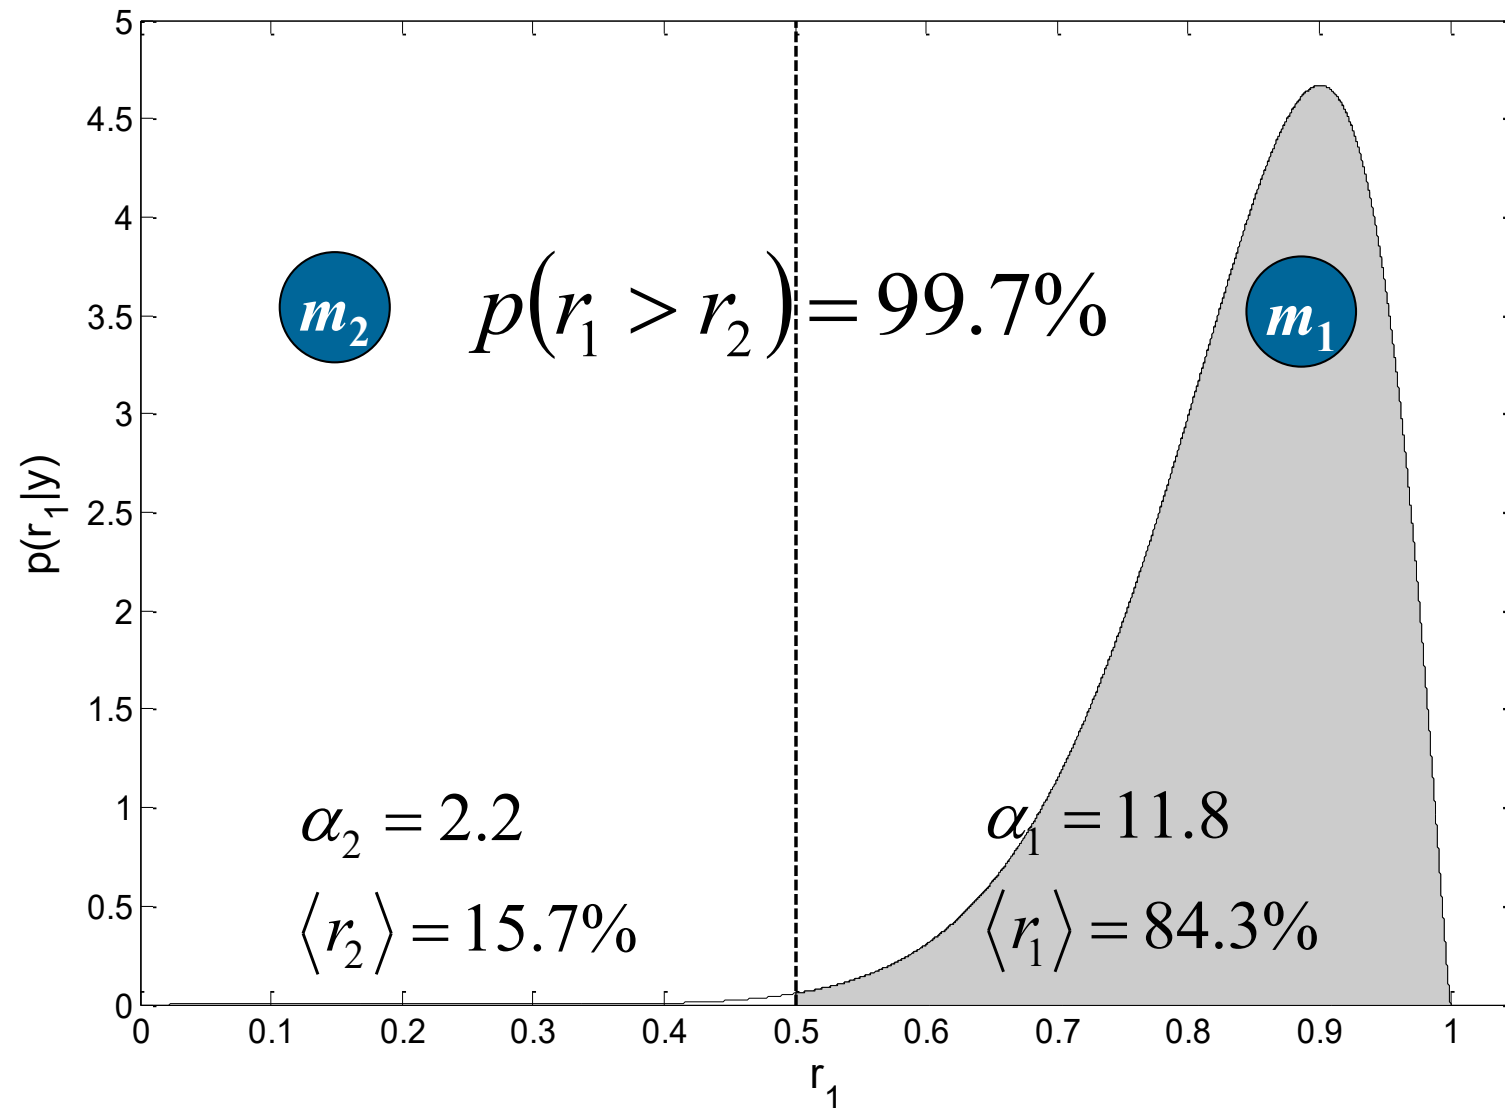 5
4.5
4
3.5
3
2.5
2
1.5
1
0.5
0
p(r₁|y)
m₂
p(r₁ > r₂) = 99.7%
m₁
α₂ = 2.2
α₁ = 11.8
⟨r₂⟩ = 15.7%
⟨r₁⟩ = 84.3%
0 0.1 0.2 0.3 0.4 0.5 0.6 0.7 0.8 0.9 1
r₁